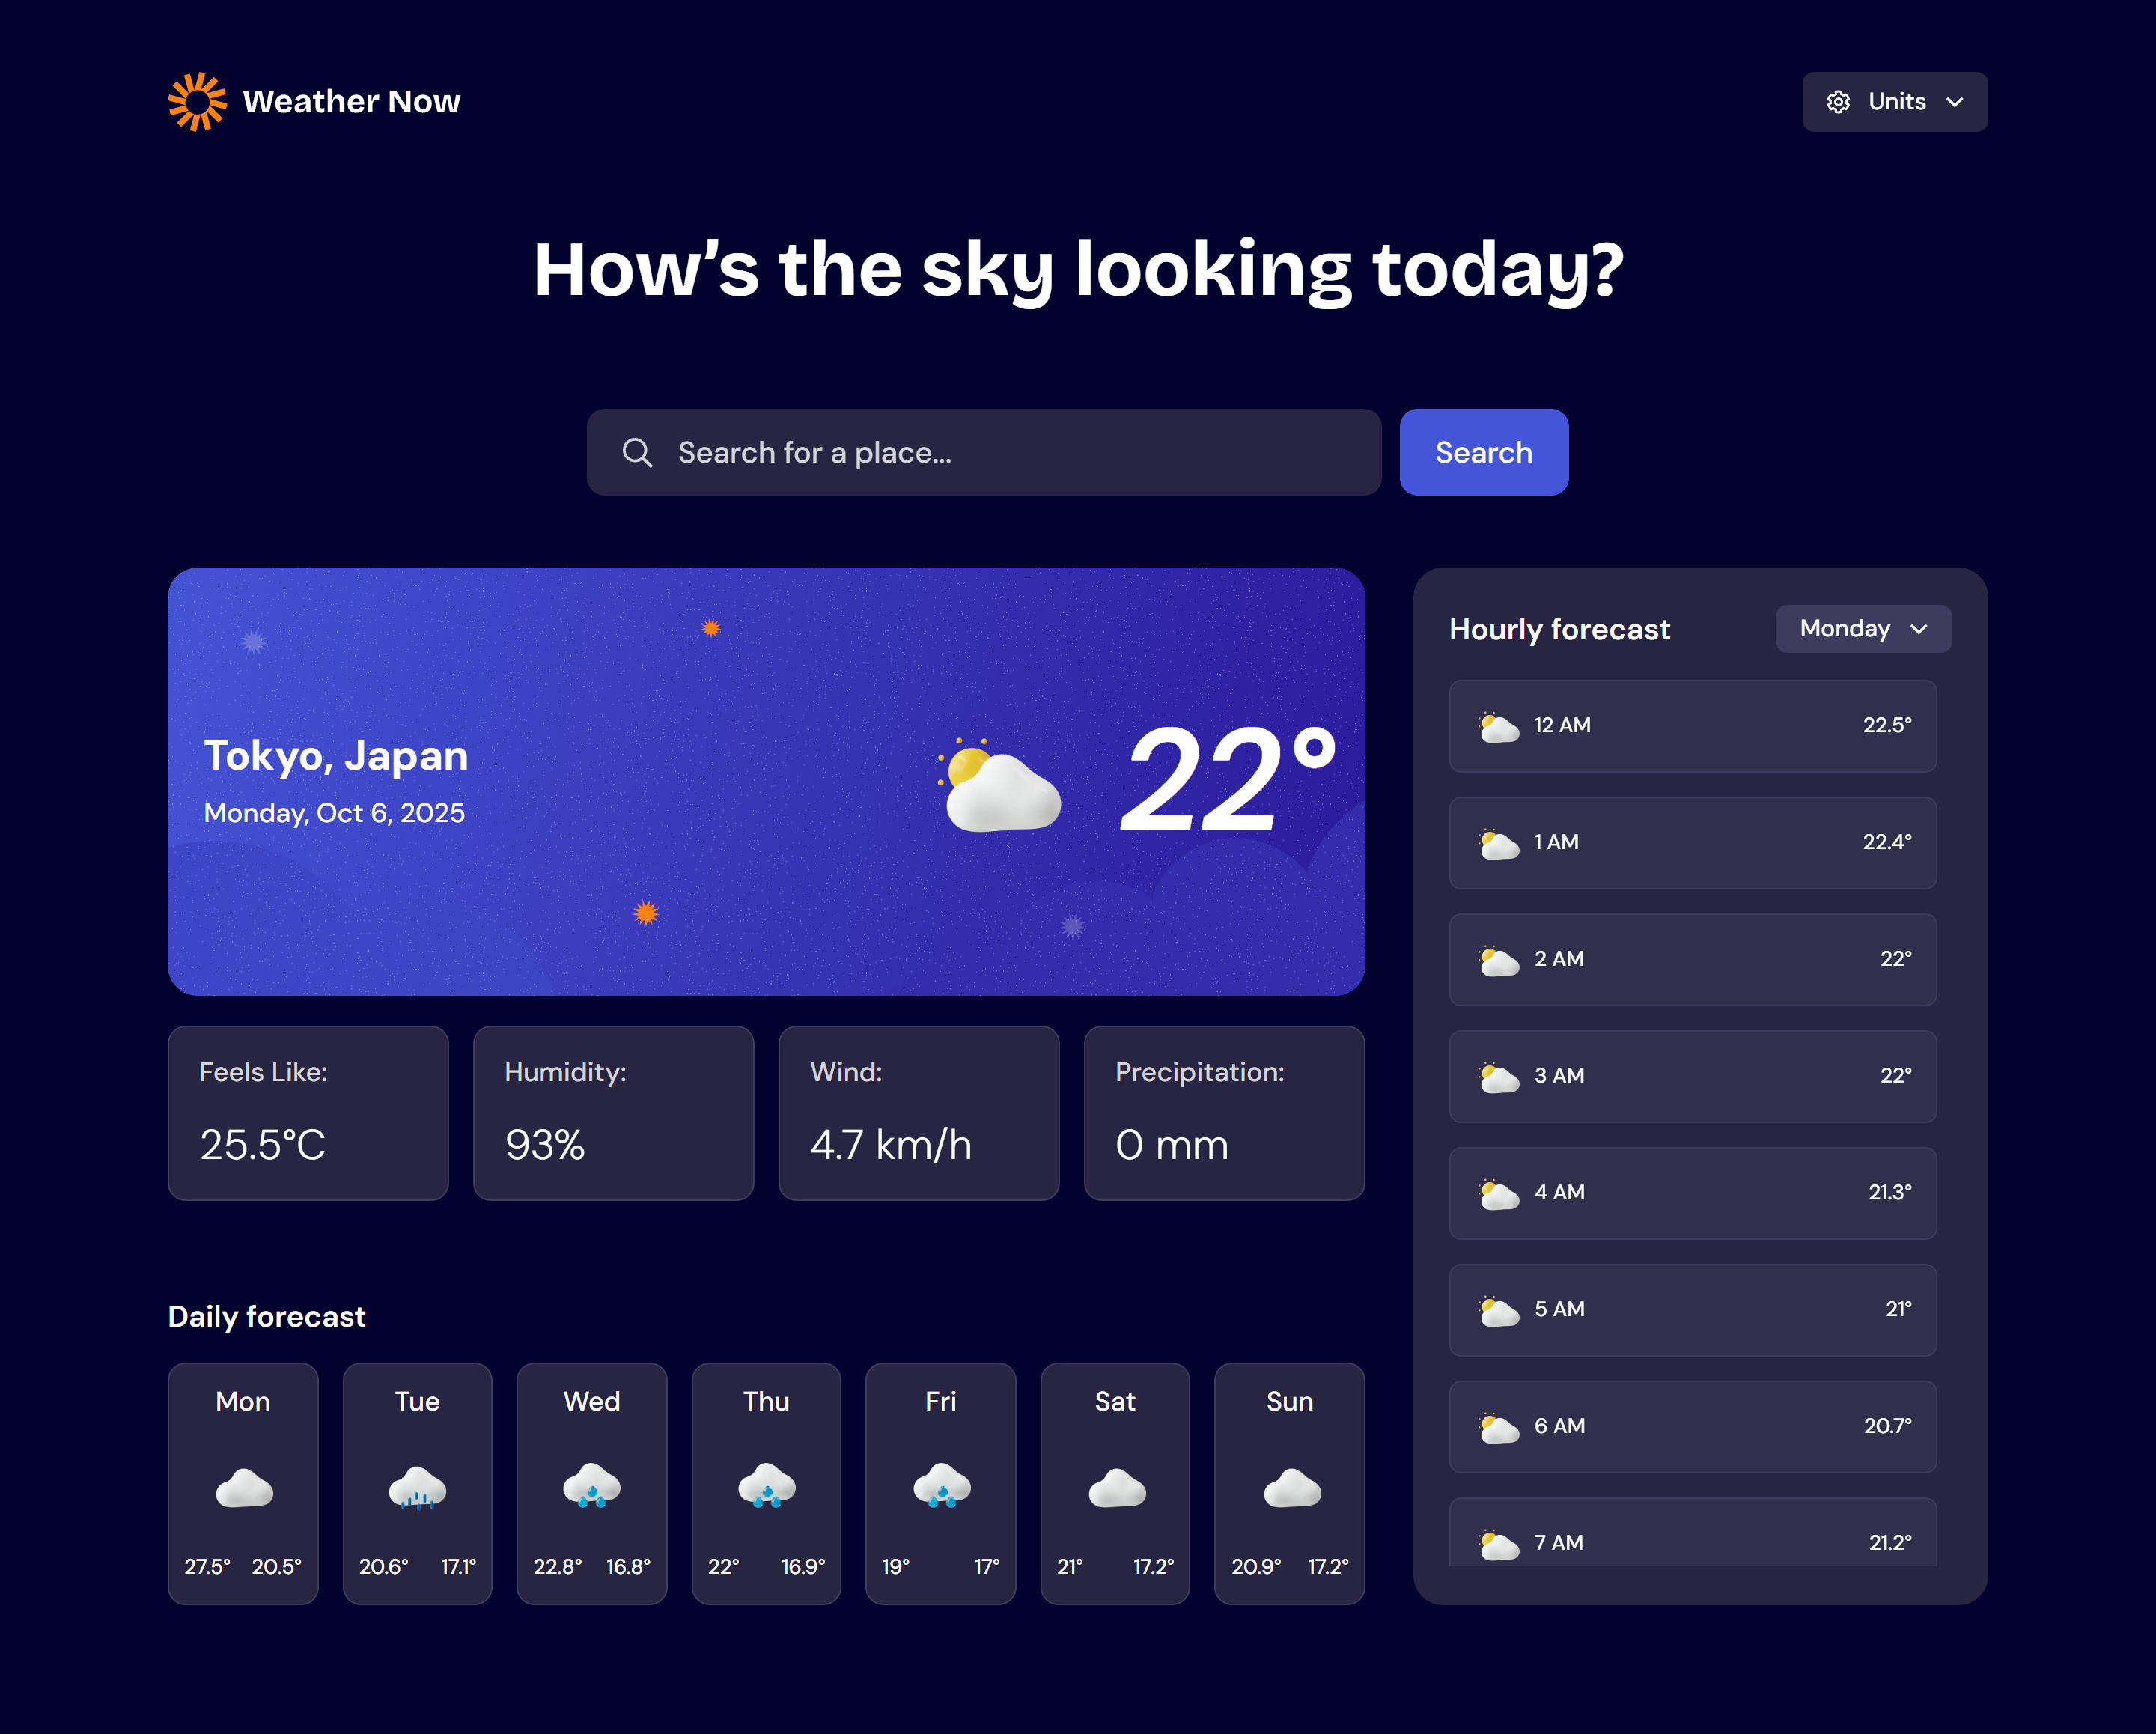 Weather Now
Units
How’s the sky looking today?
Search for a place...
Search
Tokyo, Japan
Monday, Oct 6, 2025
22°
Feels Like:
25.5°C
Humidity:
93%
Wind:
4.7 km/h
Precipitation:
0 mm
Daily forecast
Mon
27.5° 20.5°
Tue
20.6° 17.1°
Wed
22.8° 16.8°
Thu
22° 16.9°
Fri
19° 17°
Sat
21° 17.2°
Sun
20.9° 17.2°
Hourly forecast
Monday
12 AM 22.5°
1 AM 22.4°
2 AM 22°
3 AM 22°
4 AM 21.3°
5 AM 21°
6 AM 20.7°
7 AM 21.2°